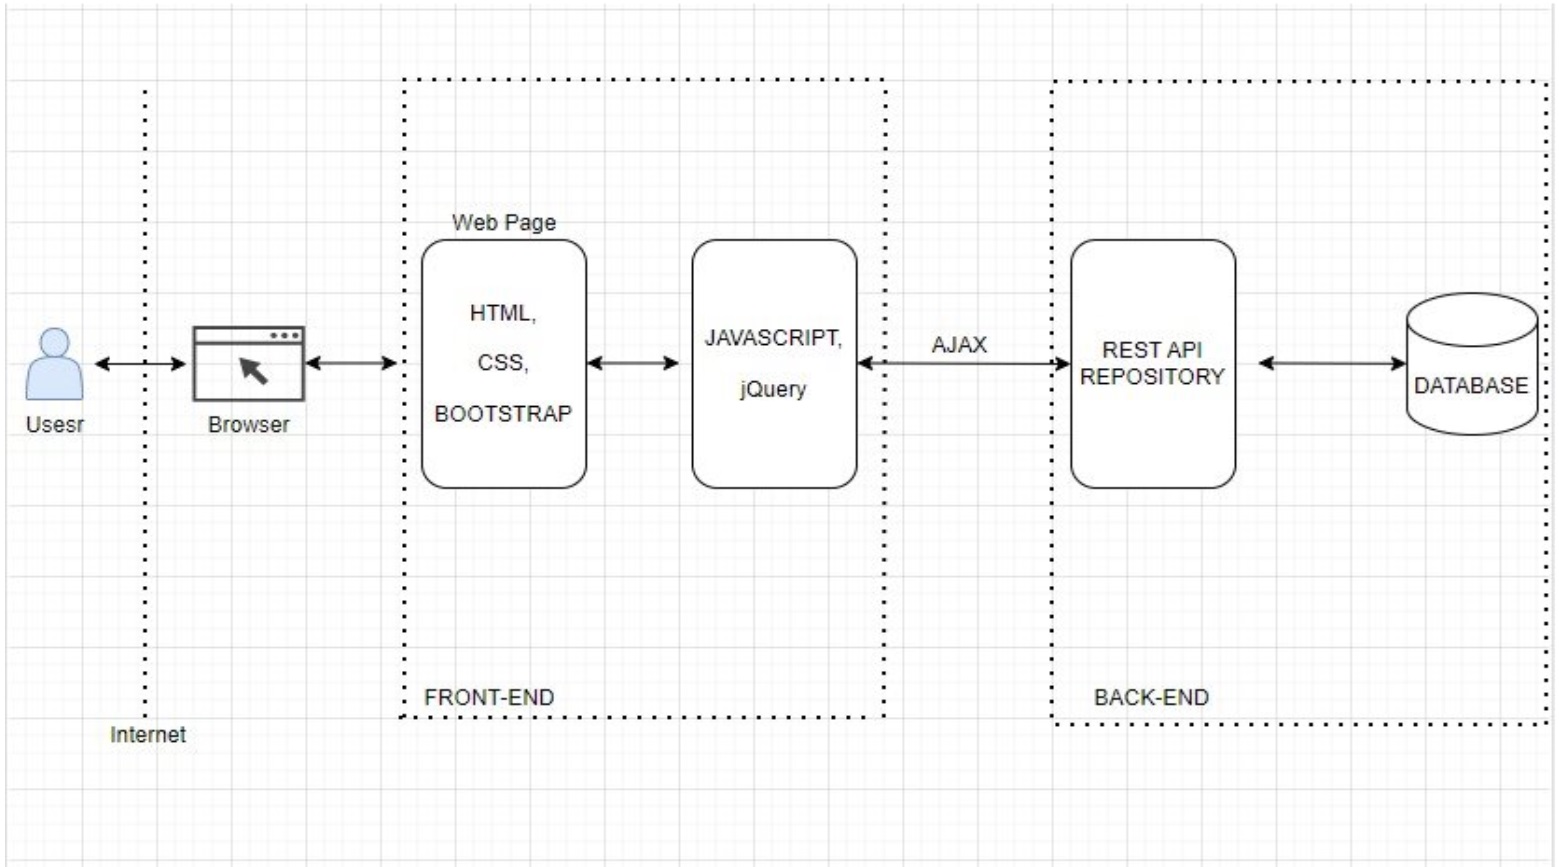 Usesr
Internet
Browser
Web Page
HTML,
CSS,
BOOTSTRAP
JAVASCRIPT,
jQuery
FRONT-END
AJAX
REST API
REPOSITORY
DATABASE
BACK-END